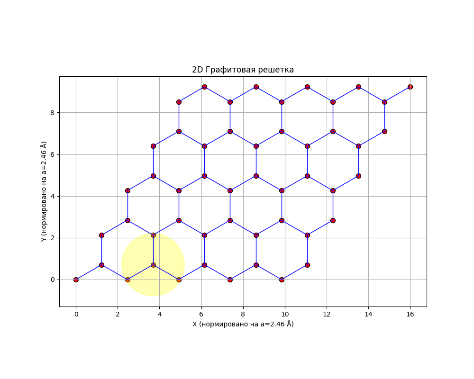 2D Графитовая решетка
Y (нормировано на a=2.46 Å)
8
6
4
2
0
0 2 4 6 8 10 12 14 16
X (нормировано на a=2.46 Å)